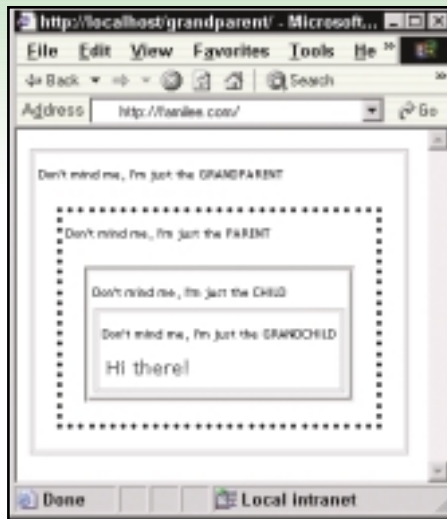 http://localhost/grandparent/ - Microsoft...
File Edit View Favorites Tools He »
Back Search »
Address http://familee.com/ Go
Don't mind me, I'm just the GRANDPARENT
Don't mind me, I'm just the PARENT
Don't mind me, I'm just the CHILD
Don't mind me, I'm just the GRANDCHILD
Hi there!
Done Local intranet